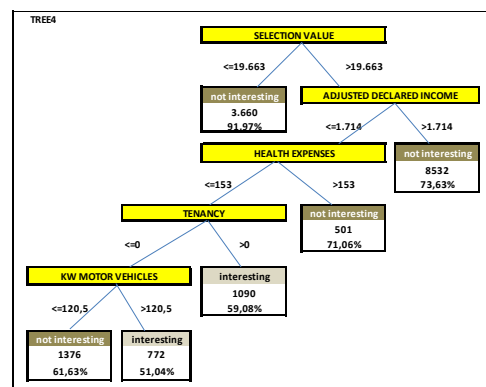 TREE4
SELECTION VALUE
<=19.663 >19.663
not interesting
3.660
91,97%
ADJUSTED DECLARED INCOME
<=1.714 >1.714
not interesting
8532
73,63%
HEALTH EXPENSES
<=153 >153
not interesting
501
71,06%
TENANCY
<=0 >0
interesting
1090
59,08%
KW MOTOR VEHICLES
<=120,5 >120,5
not interesting
1376
61,63%
interesting
772
51,04%